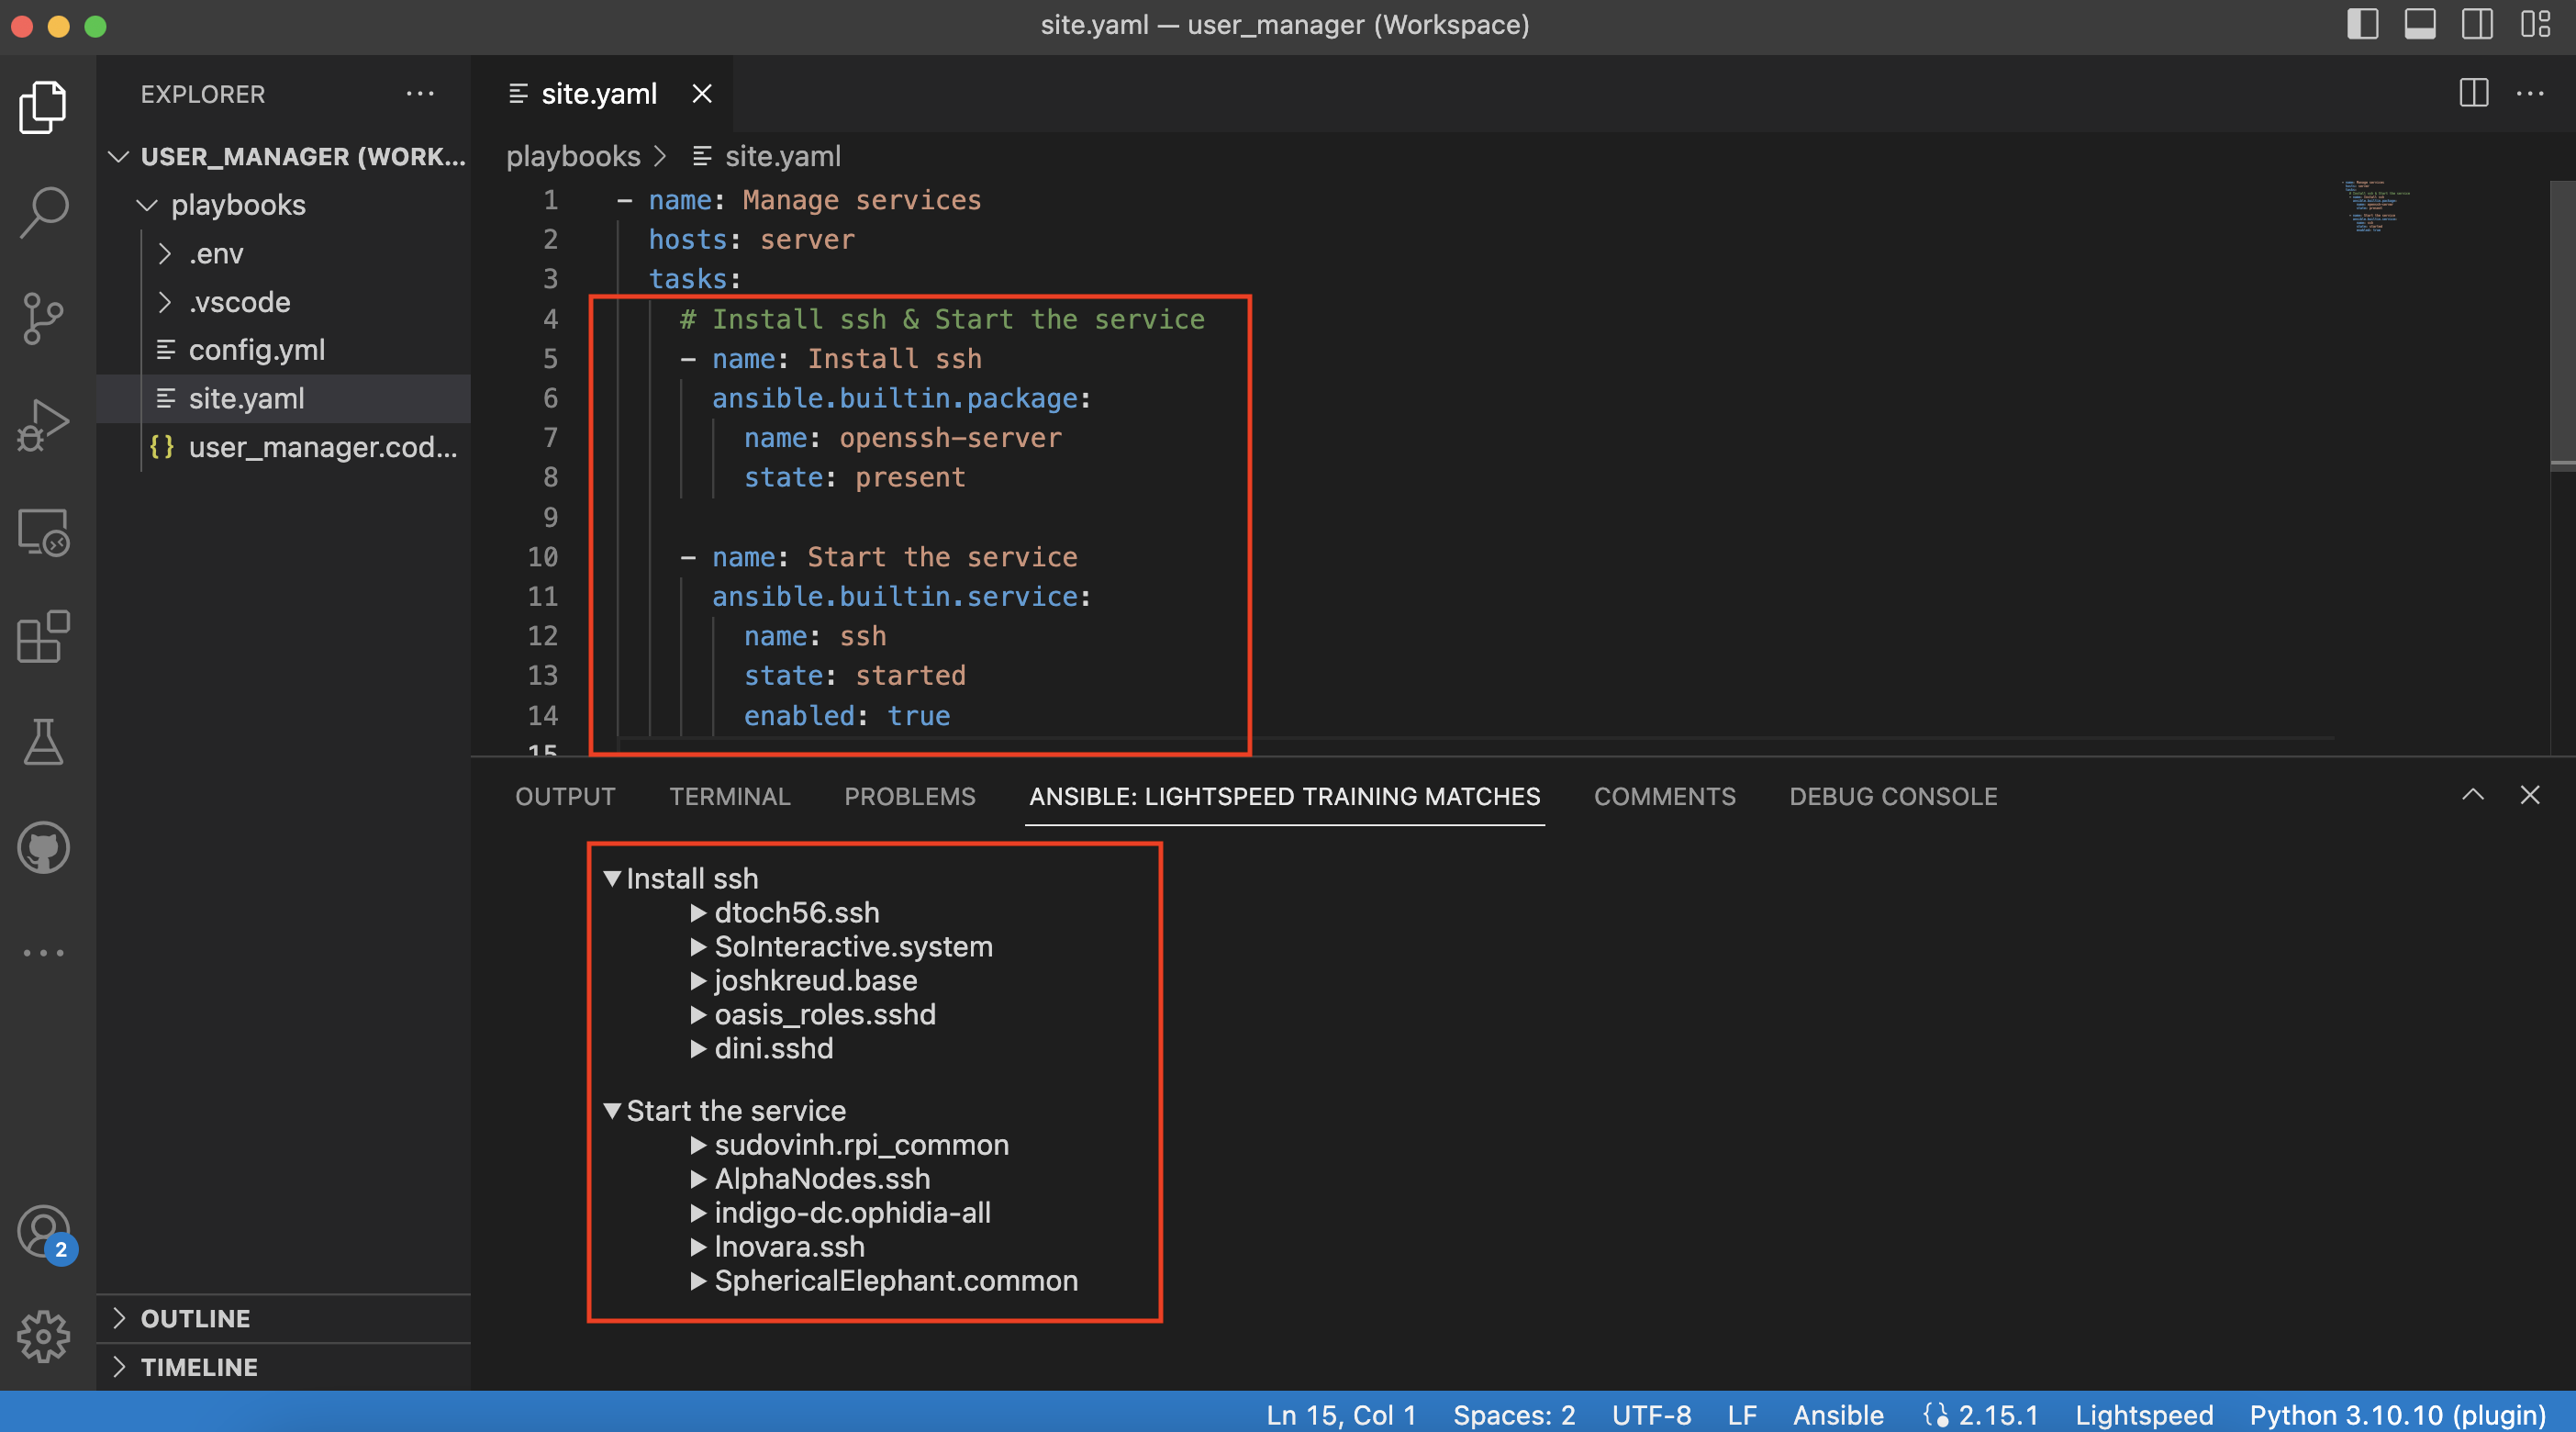 site.yaml — user_manager (Workspace)
EXPLORER
USER_MANAGER (WORK...
playbooks
.env
.vscode
config.yml
site.yaml
{} user_manager.cod...
OUTLINE
TIMELINE
2
site.yaml
playbooks > site.yaml
1 - name: Manage services
2 hosts: server
3 tasks:
4 # Install ssh & Start the service
5 - name: Install ssh
6 ansible.builtin.package:
7 name: openssh-server
8 state: present
9
10 - name: Start the service
11 ansible.builtin.service:
12 name: ssh
13 state: started
14 enabled: true
15
OUTPUT TERMINAL PROBLEMS ANSIBLE: LIGHTSPEED TRAINING MATCHES COMMENTS DEBUG CONSOLE
Install ssh
dtoch56.ssh
SoInteractive.system
joshkreud.base
oasis_roles.sshd
dini.sshd
Start the service
sudovinh.rpi_common
AlphaNodes.ssh
indigo-dc.ophidia-all
lnovara.ssh
SphericalElephant.common
Ln 15, Col 1 Spaces: 2 UTF-8 LF Ansible 2.15.1 Lightspeed Python 3.10.10 (plugin)